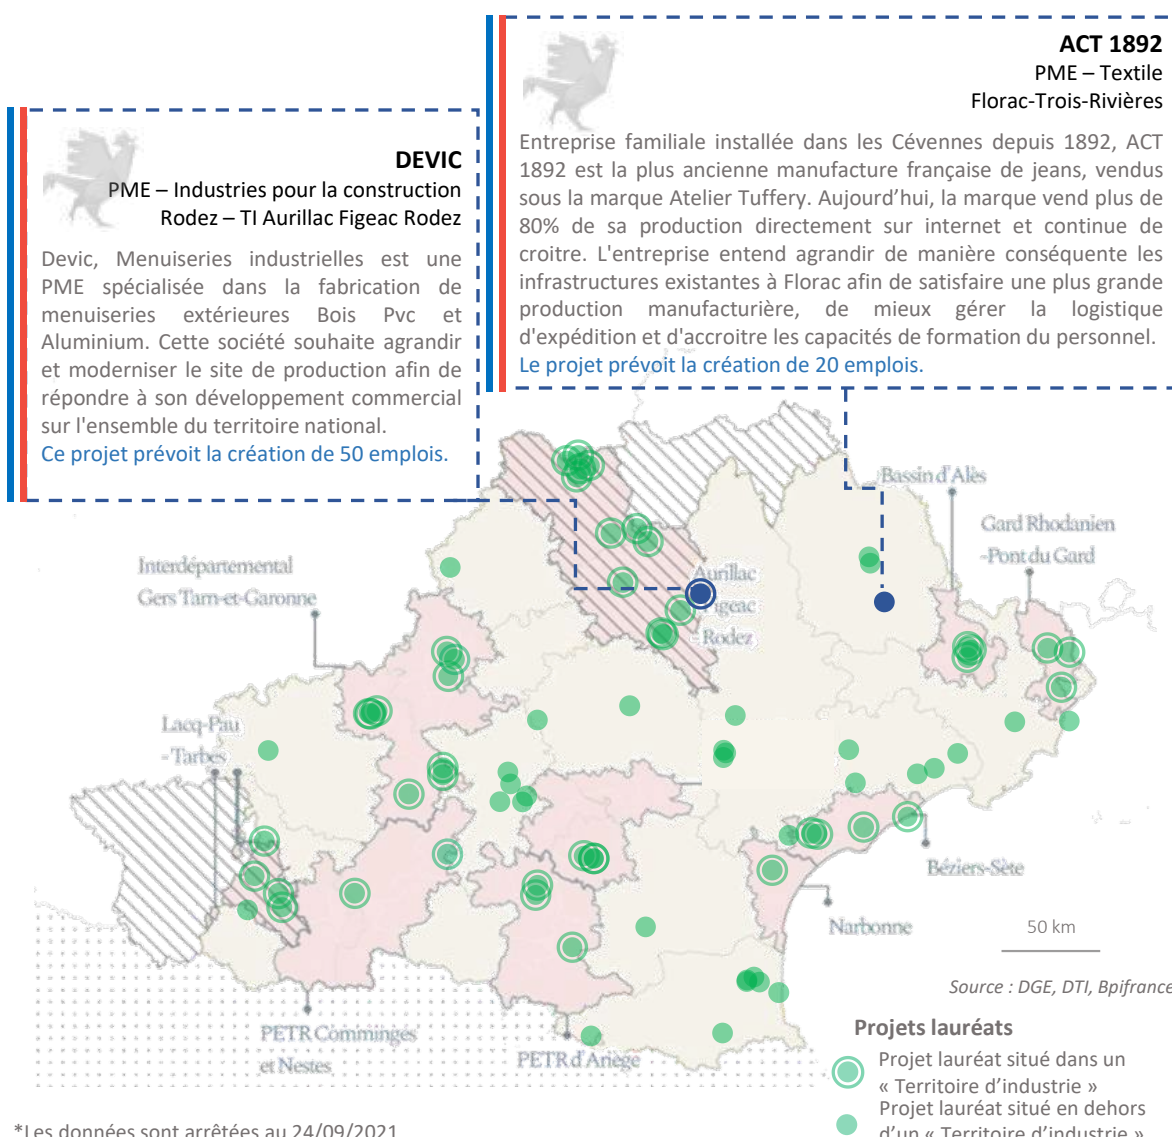 ACT 1892
PME – Textile
Florac-Trois-Rivières
Entreprise familiale installée dans les Cévennes depuis 1892, ACT
1892 est la plus ancienne manufacture française de jeans, vendus
sous la marque Atelier Tuffery. Aujourd’hui, la marque vend plus de
80% de sa production directement sur internet et continue de
croitre. L'entreprise entend agrandir de manière conséquente les
infrastructures existantes à Florac afin de satisfaire une plus grande
production manufacturière, de mieux gérer la logistique
d'expédition et d'accroitre les capacités de formation du personnel.
Le projet prévoit la création de 20 emplois.
DEVIC
PME – Industries pour la construction
Rodez – TI Aurillac Figeac Rodez
Devic, Menuiseries industrielles est une
PME spécialisée dans la fabrication de
menuiseries extérieures Bois Pvc et
Aluminium. Cette société souhaite agrandir
et moderniser le site de production afin de
répondre à son développement commercial
sur l'ensemble du territoire national.
Ce projet prévoit la création de 50 emplois.
Bassin d'Alès
Gard Rhodanien
-Pont du Gard
Interdépartemental
Gers Tarn-et-Garonne
Aurillac
- Figeac
- Rodez
Lacq-Pau
- Tarbes
Béziers-Sète
Narbonne
50 km
PETR Comminges
et Nestes
PETR d'Ariège
Source : DGE, DTI, Bpifrance
Projets lauréats
Projet lauréat situé dans un
« Territoire d’industrie »
Projet lauréat situé en dehors
d’un « Territoire d’industrie »
*Les données sont arrêtées au 24/09/2021